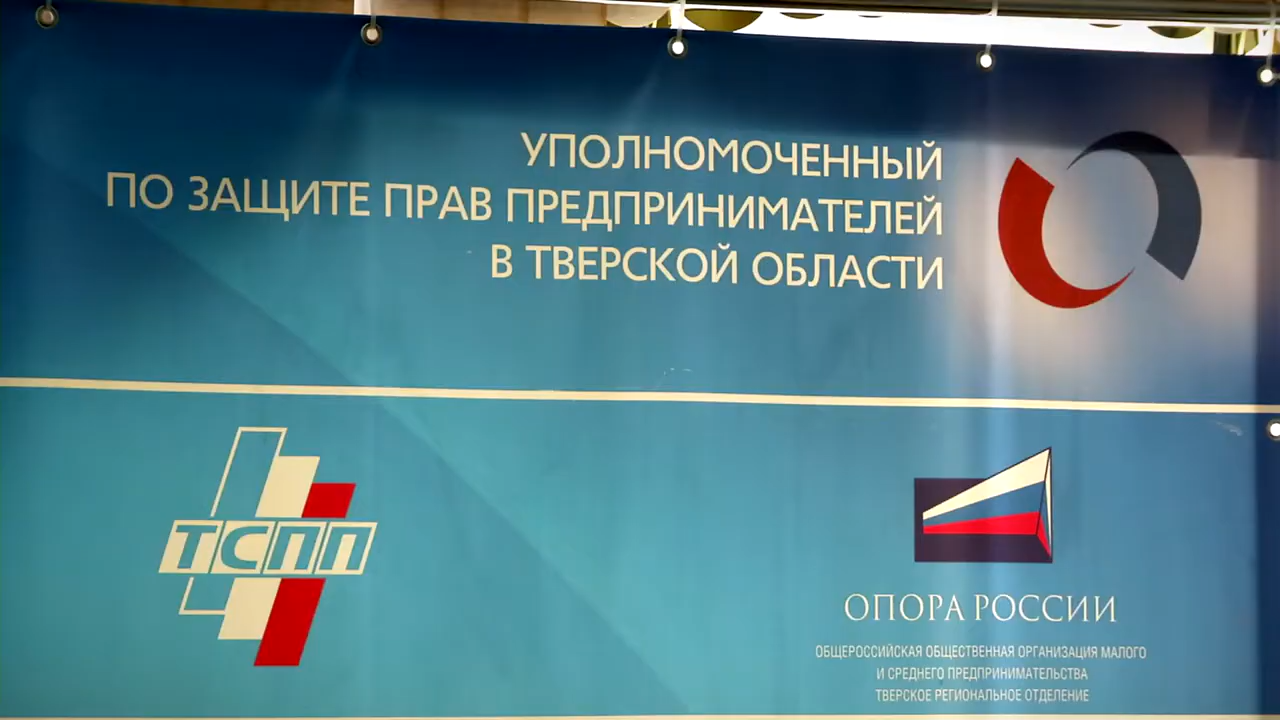 УПОЛНОМОЧЕННЫЙ
ПО ЗАЩИТЕ ПРАВ ПРЕДПРИНИМАТЕЛЕЙ
В ТВЕРСКОЙ ОБЛАСТИ
ТСПП
ОПОРА РОССИИ
ОБЩЕРОССИЙСКАЯ ОБЩЕСТВЕННАЯ ОРГАНИЗАЦИЯ МАЛОГО
И СРЕДНЕГО ПРЕДПРИНИМАТЕЛЬСТВА
ТВЕРСКОЕ РЕГИОНАЛЬНОЕ ОТДЕЛЕНИЕ